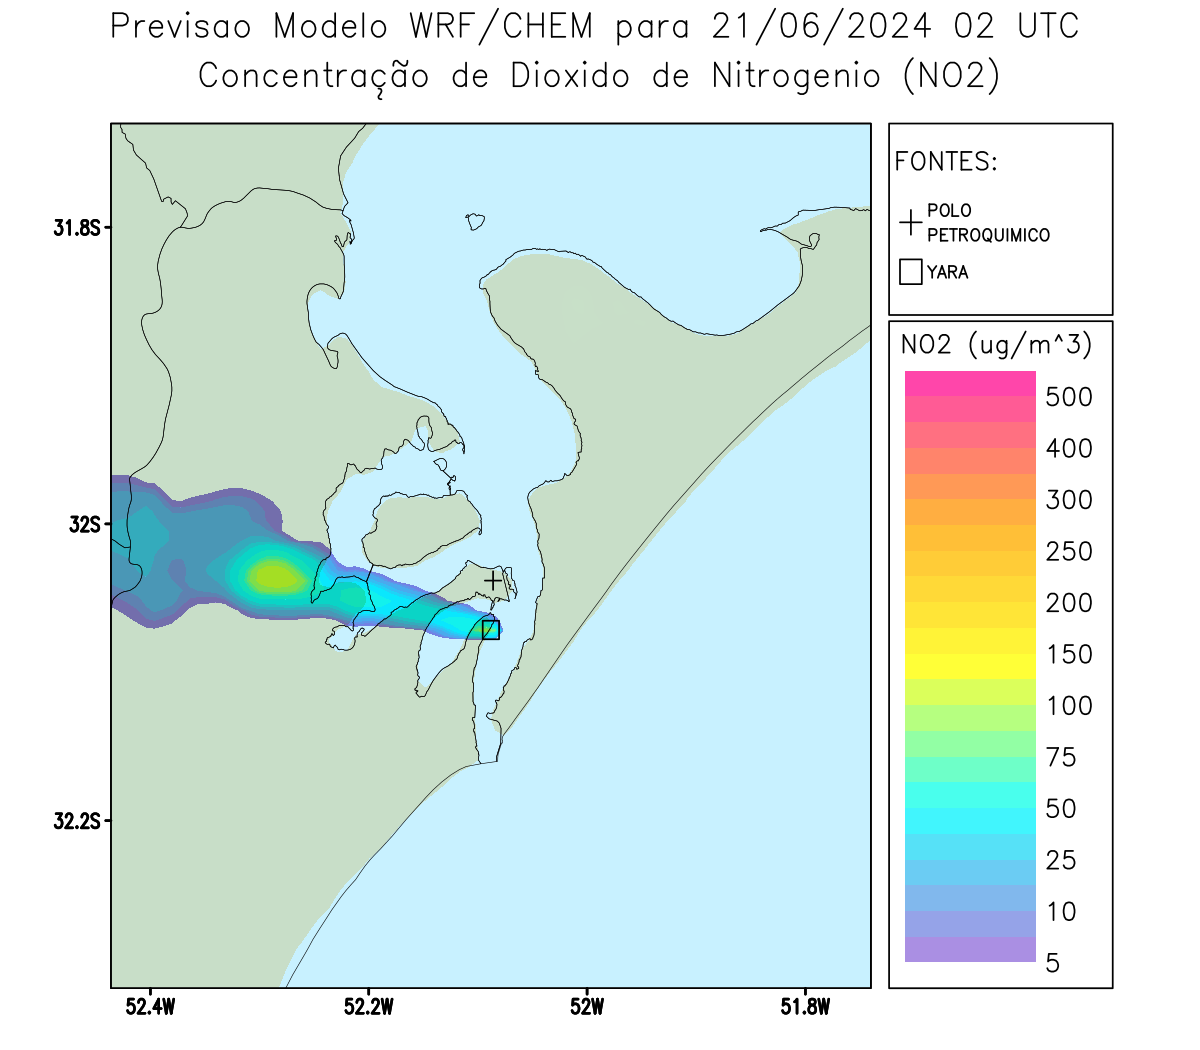 Previsao Modelo WRF/CHEM para 21/06/2024 02 UTC
Concentração de Dioxido de Nitrogenio (NO2)
FONTES:
POLO
PETROQUIMICO
YARA
31.8S
32S
32.2S
52.4W
52.2W
52W
51.8W
NO2 (ug/m^3)
500
400
300
250
200
150
100
75
50
25
10
5